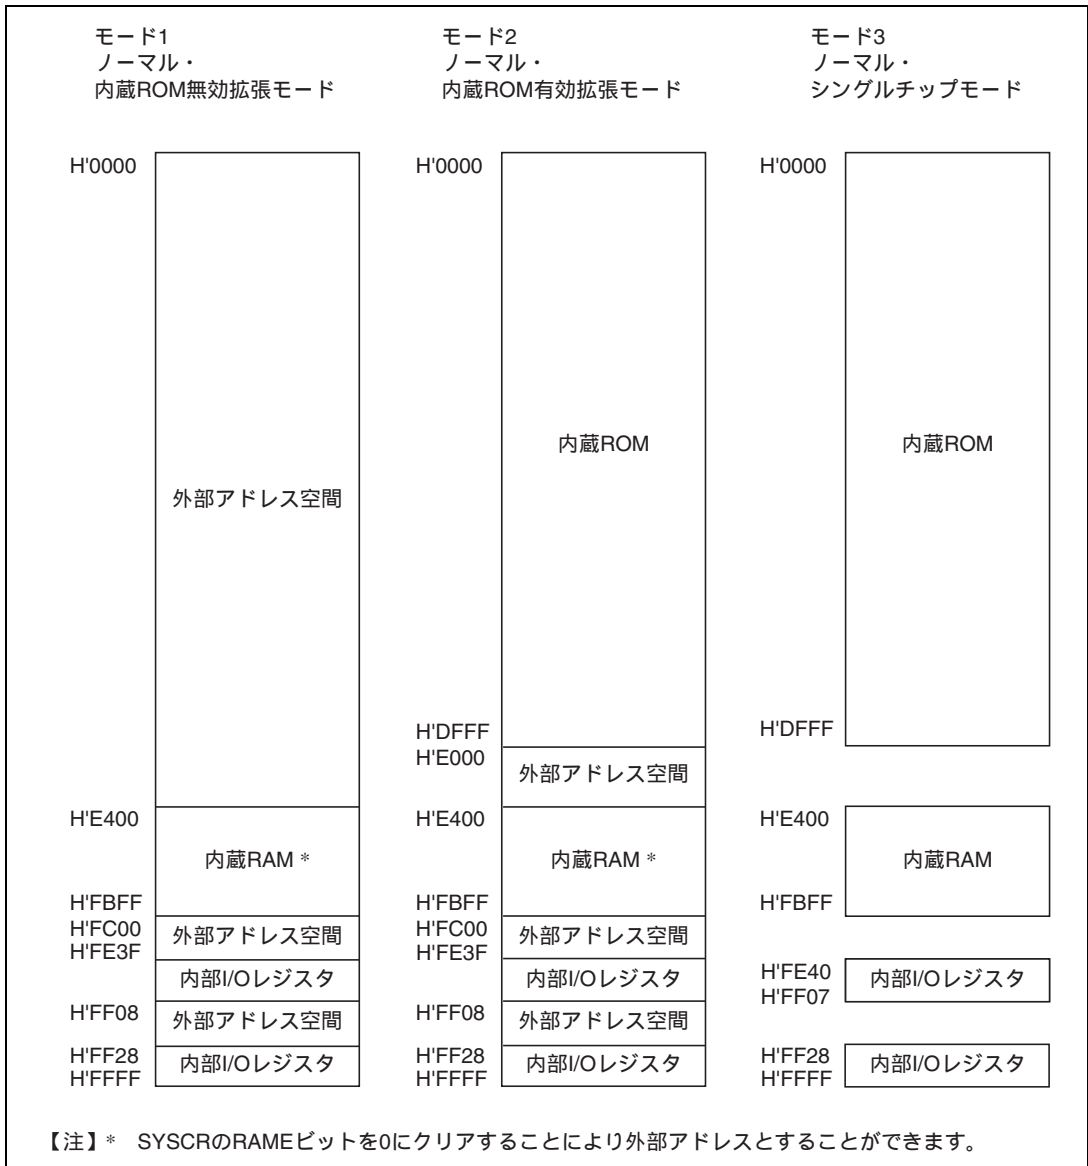 モード1
ノーマル・
内蔵ROM無効拡張モード
H'0000
外部アドレス空間
H'E400
内蔵RAM *
H'FBFF
H'FC00
外部アドレス空間
H'FE3F
内部I/Oレジスタ
H'FF08
外部アドレス空間
H'FF28
内部I/Oレジスタ
H'FFFF
モード2
ノーマル・
内蔵ROM有効拡張モード
H'0000
内蔵ROM
H'DFFF
H'E000
外部アドレス空間
H'E400
内蔵RAM *
H'FBFF
H'FC00
外部アドレス空間
H'FE3F
内部I/Oレジスタ
H'FF08
外部アドレス空間
H'FF28
内部I/Oレジスタ
H'FFFF
モード3
ノーマル・
シングルチップモード
H'0000
内蔵ROM
H'DFFF
H'E400
内蔵RAM
H'FBFF
H'FE40
内部I/Oレジスタ
H'FF07
H'FF28
内部I/Oレジスタ
H'FFFF
【注】* SYSCRのRAMEビットを0にクリアすることにより外部アドレスとすることができます。